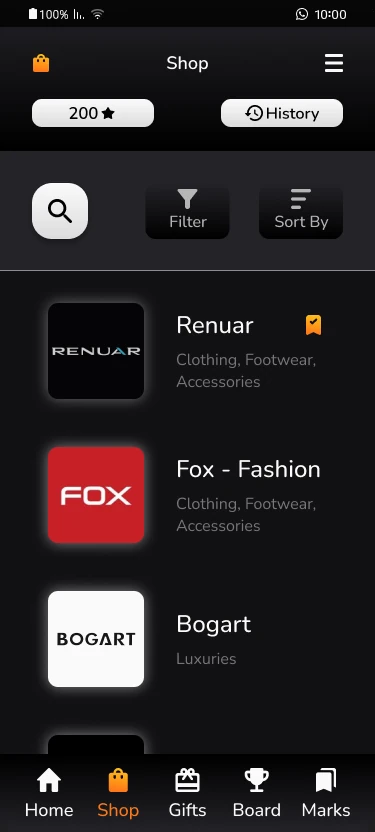 100% 10:00
Shop
200 History
Filter Sort By
RENUAR
Renuar
Clothing, Footwear,
Accessories
FOX
Fox - Fashion
Clothing, Footwear,
Accessories
BOGART
Bogart
Luxuries
Home Shop Gifts Board Marks